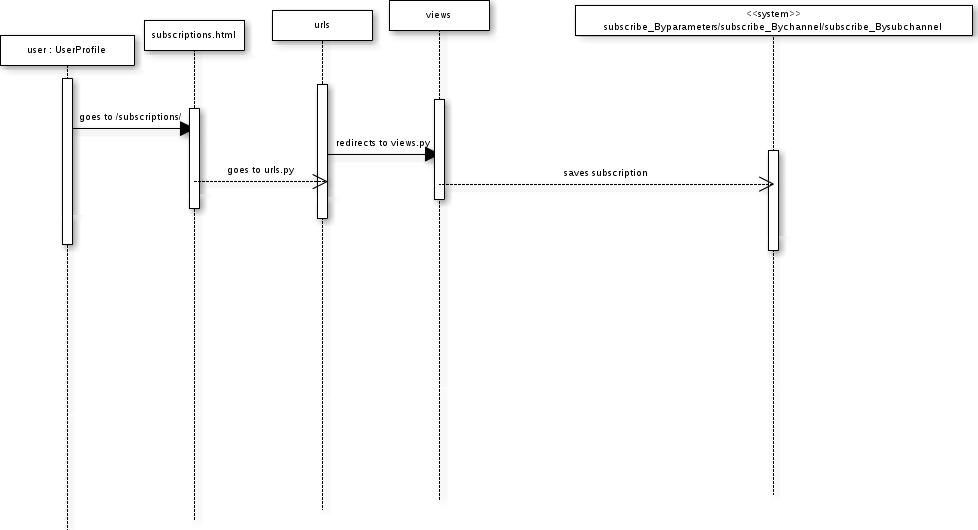 user : UserProfile
subscriptions.html
urls
views
<<system>>
subscribe_Byparameters/subscribe_Bychannel/subscribe_Bysubchannel
goes to /subscriptions/
redirects to views.py
goes to urls.py
saves subscription